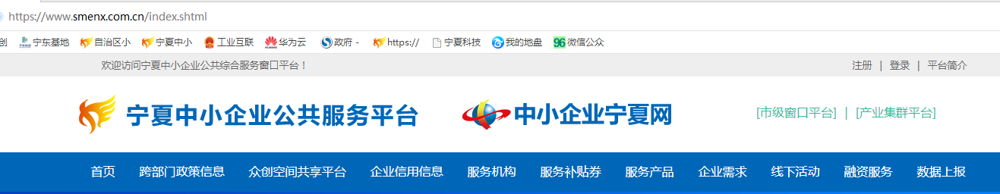 https://www.smenx.com.cn/index.shtml
创 宁东基地 自治区小 宁夏中小 工业互联 华为云 政府 - https:// 宁夏科技 我的地盘 96 微信公众
欢迎访问宁夏中小企业公共综合服务窗口平台！ 注册 | 登录 | 平台简介
宁夏中小企业公共服务平台 中小企业宁夏网 [市级窗口平台] | [产业集群平台]
首页 跨部门政策信息 众创空间共享平台 企业信用信息 服务机构 服务补贴券 服务产品 企业需求 线下活动 融资服务 数据上报